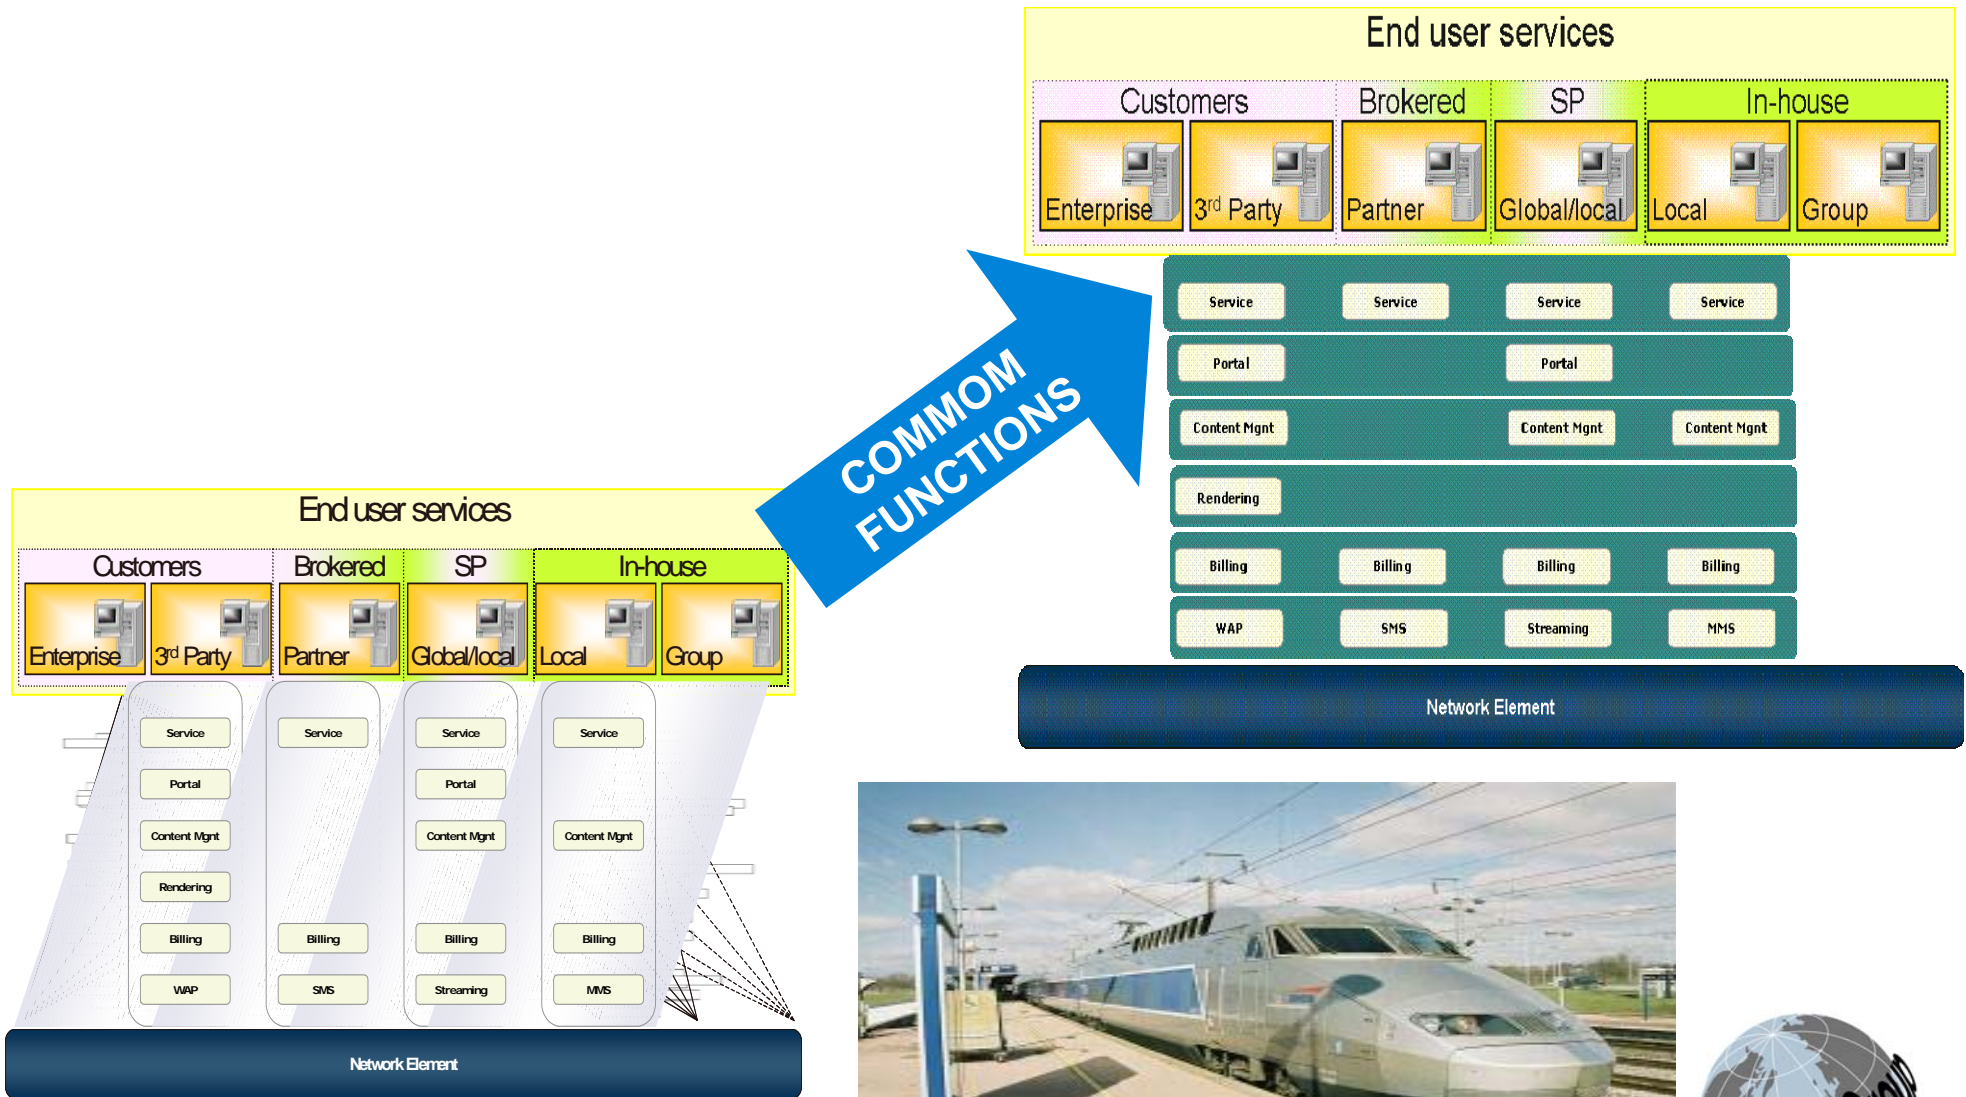 End user services
Customers Brokered SP In-house
Enterprise 3rd Party Partner Global/local Local Group
Service Service Service Service
Portal Portal
Content Mgnt Content Mgnt Content Mgnt
Rendering
Billing Billing Billing Billing
WAP SMS Streaming MMS
Network Element
COMMOM
FUNCTIONS
End user services
Customers Brokered SP In-house
Enterprise 3rd Party Partner Global/local Local Group
Service Service Service Service
Portal Portal
Content Mgnt Content Mgnt Content Mgnt
Rendering
Billing Billing Billing Billing
WAP SMS Streaming MMS
Network Element